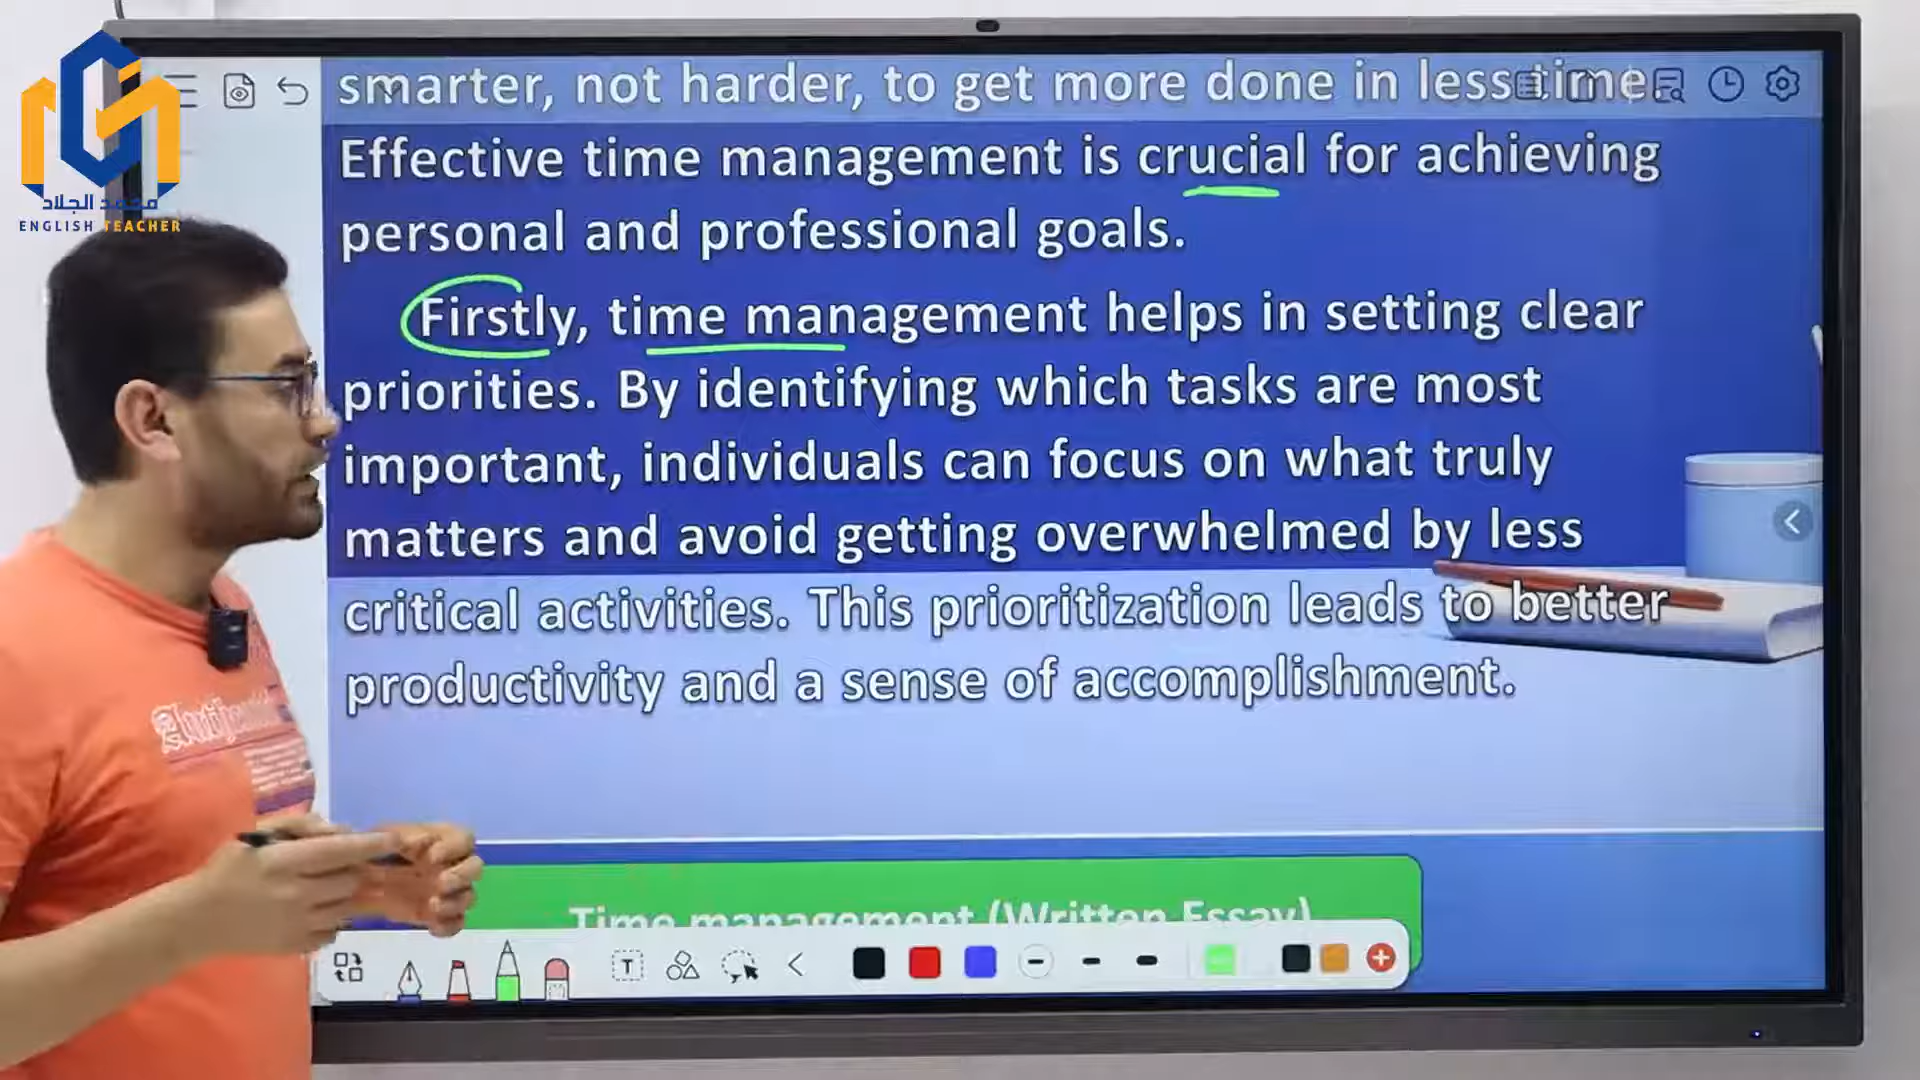 محمد الجلاد
ENGLISH TEACHER
smarter, not harder, to get more done in less time.
Effective time management is crucial for achieving
personal and professional goals.
Firstly, time management helps in setting clear
priorities. By identifying which tasks are most
important, individuals can focus on what truly
matters and avoid getting overwhelmed by less
critical activities. This prioritization leads to better
productivity and a sense of accomplishment.
Time management (Written Essay)
T